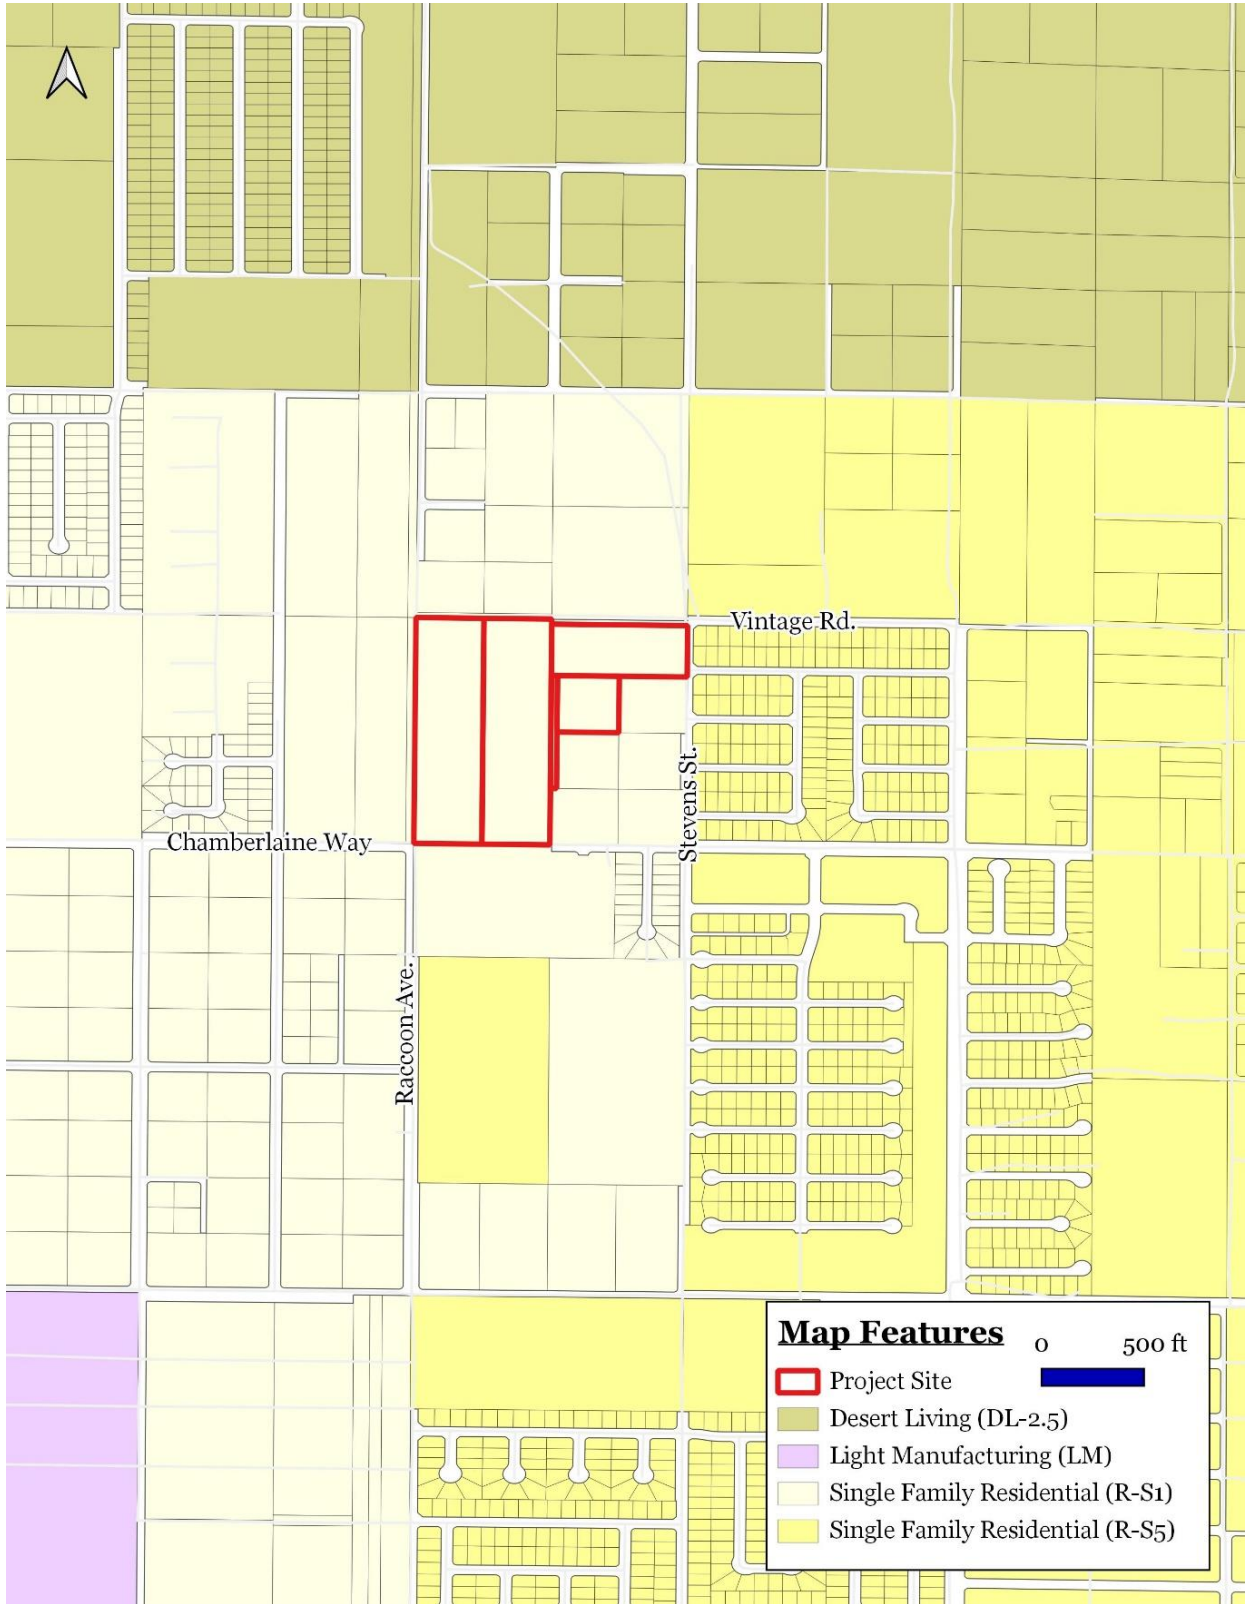 Vintage Rd.
Stevens St.
Chamberlaine Way
Raccoon Ave.
Map Features
0 500 ft
Project Site
Desert Living (DL-2.5)
Light Manufacturing (LM)
Single Family Residential (R-S1)
Single Family Residential (R-S5)